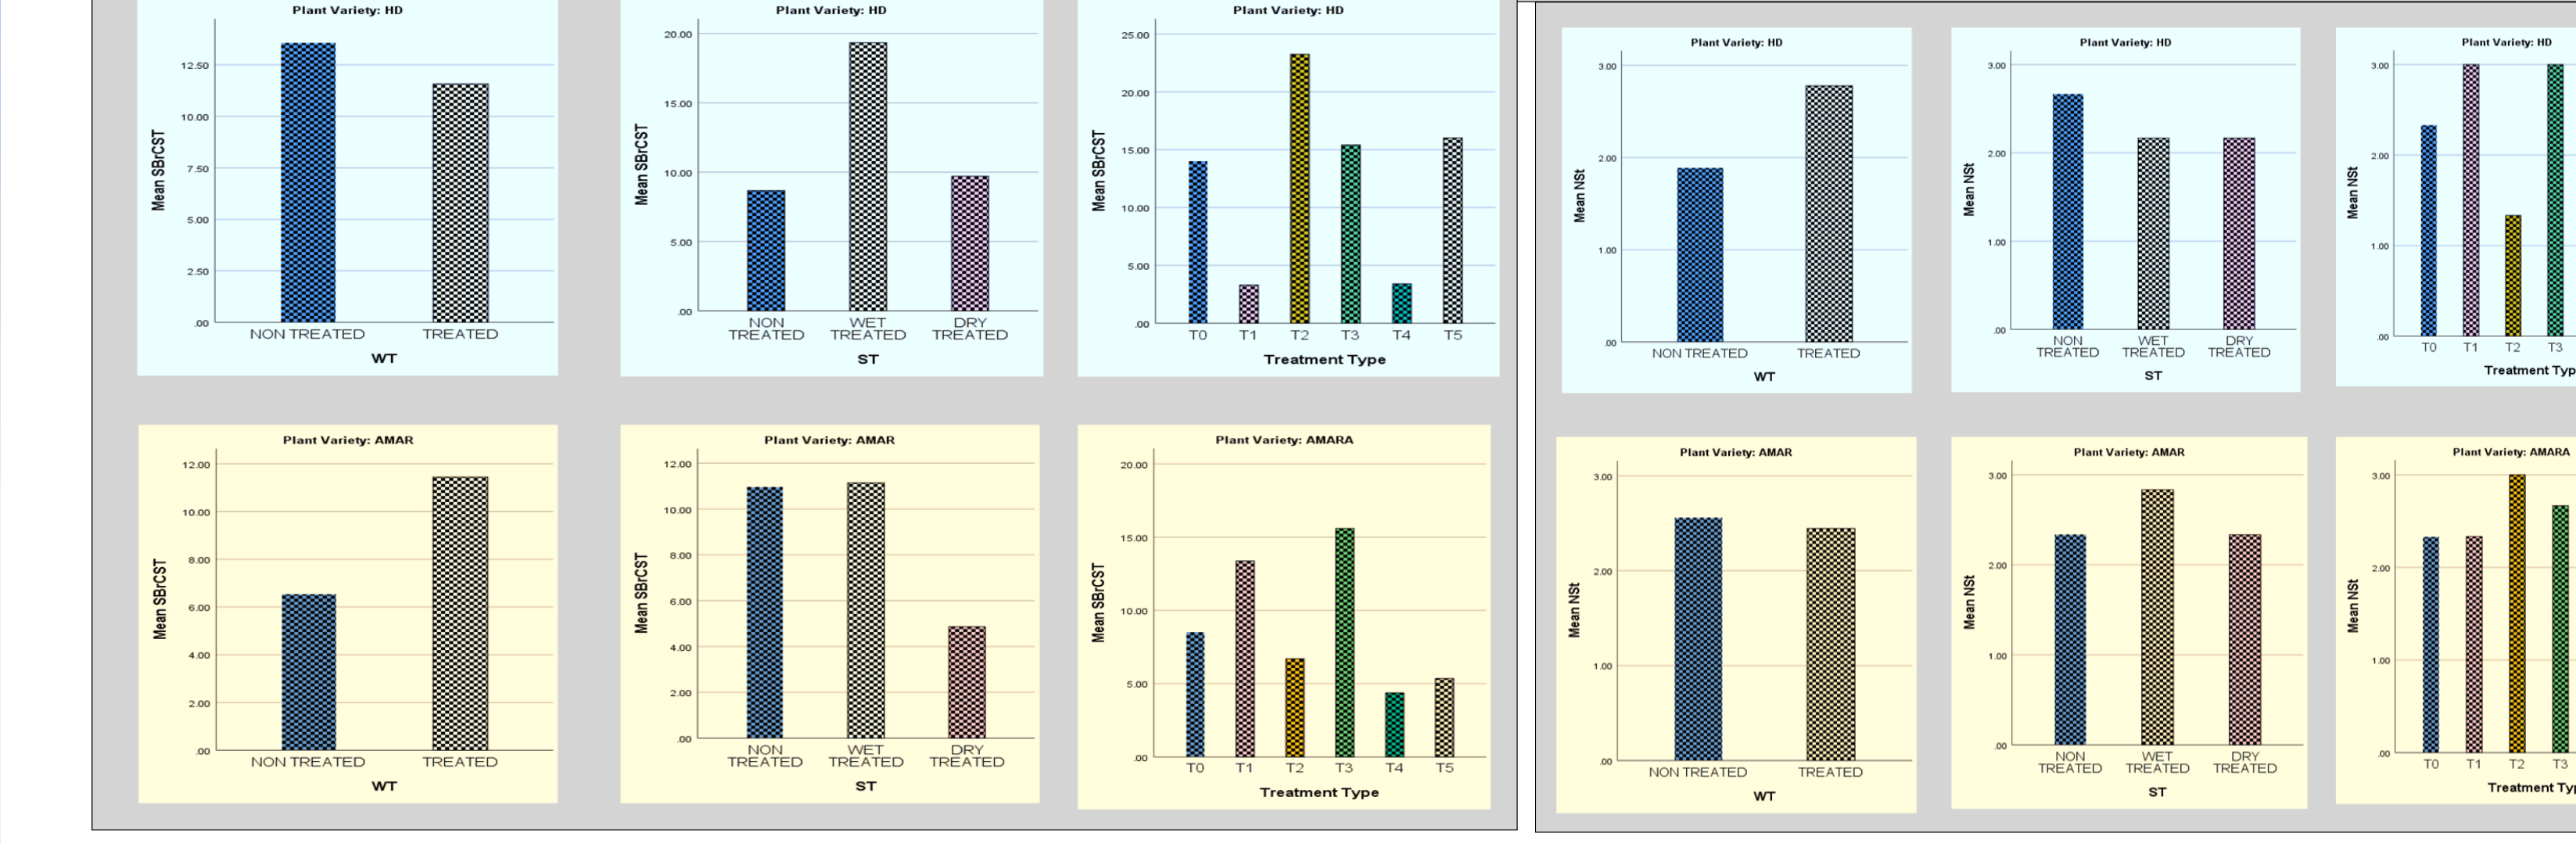 Plant Variety: HD
Mean SBrCST
12.50
10.00
7.50
5.00
2.50
.00
NON TREATED
TREATED
WT
Plant Variety: HD
Mean SBrCST
20.00
15.00
10.00
5.00
.00
NON TREATED
WET TREATED
DRY TREATED
ST
Plant Variety: HD
Mean SBrCST
25.00
20.00
15.00
10.00
5.00
.00
T0 T1 T2 T3 T4 T5
Treatment Type
Plant Variety: AMAR
Mean SBrCST
12.00
10.00
8.00
6.00
4.00
2.00
.00
NON TREATED
TREATED
WT
Plant Variety: AMAR
Mean SBrCST
12.00
10.00
8.00
6.00
4.00
2.00
.00
NON TREATED
WET TREATED
DRY TREATED
ST
Plant Variety: AMARA
Mean SBrCST
20.00
15.00
10.00
5.00
.00
T0 T1 T2 T3 T4 T5
Treatment Type
Plant Variety: HD
Mean NSt
3.00
2.00
1.00
.00
NON TREATED
TREATED
WT
Plant Variety: HD
Mean NSt
3.00
2.00
1.00
.00
NON TREATED
WET TREATED
DRY TREATED
ST
Plant Variety: HD
Mean NSt
3.00
2.00
1.00
.00
T0 T1 T2 T3
Treatment Typ
Plant Variety: AMAR
Mean NSt
3.00
2.00
1.00
.00
NON TREATED
TREATED
WT
Plant Variety: AMAR
Mean NSt
3.00
2.00
1.00
.00
NON TREATED
WET TREATED
DRY TREATED
ST
Plant Variety: AMARA
Mean NSt
3.00
2.00
1.00
.00
T0 T1 T2 T3
Treatment Ty